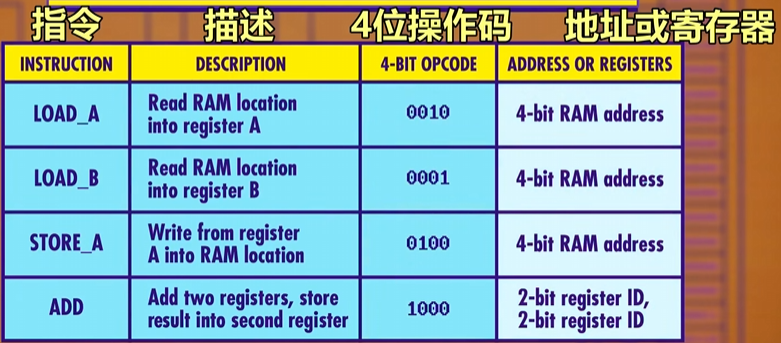 指令 描述 4位操作码 地址或寄存器
INSTRUCTION DESCRIPTION 4-BIT OPCODE ADDRESS OR REGISTERS
LOAD_A Read RAM location into register A 0010 4-bit RAM address
LOAD_B Read RAM location into register B 0001 4-bit RAM address
STORE_A Write from register A into RAM location 0100 4-bit RAM address
ADD Add two registers, store result into second register 1000 2-bit register ID, 2-bit register ID